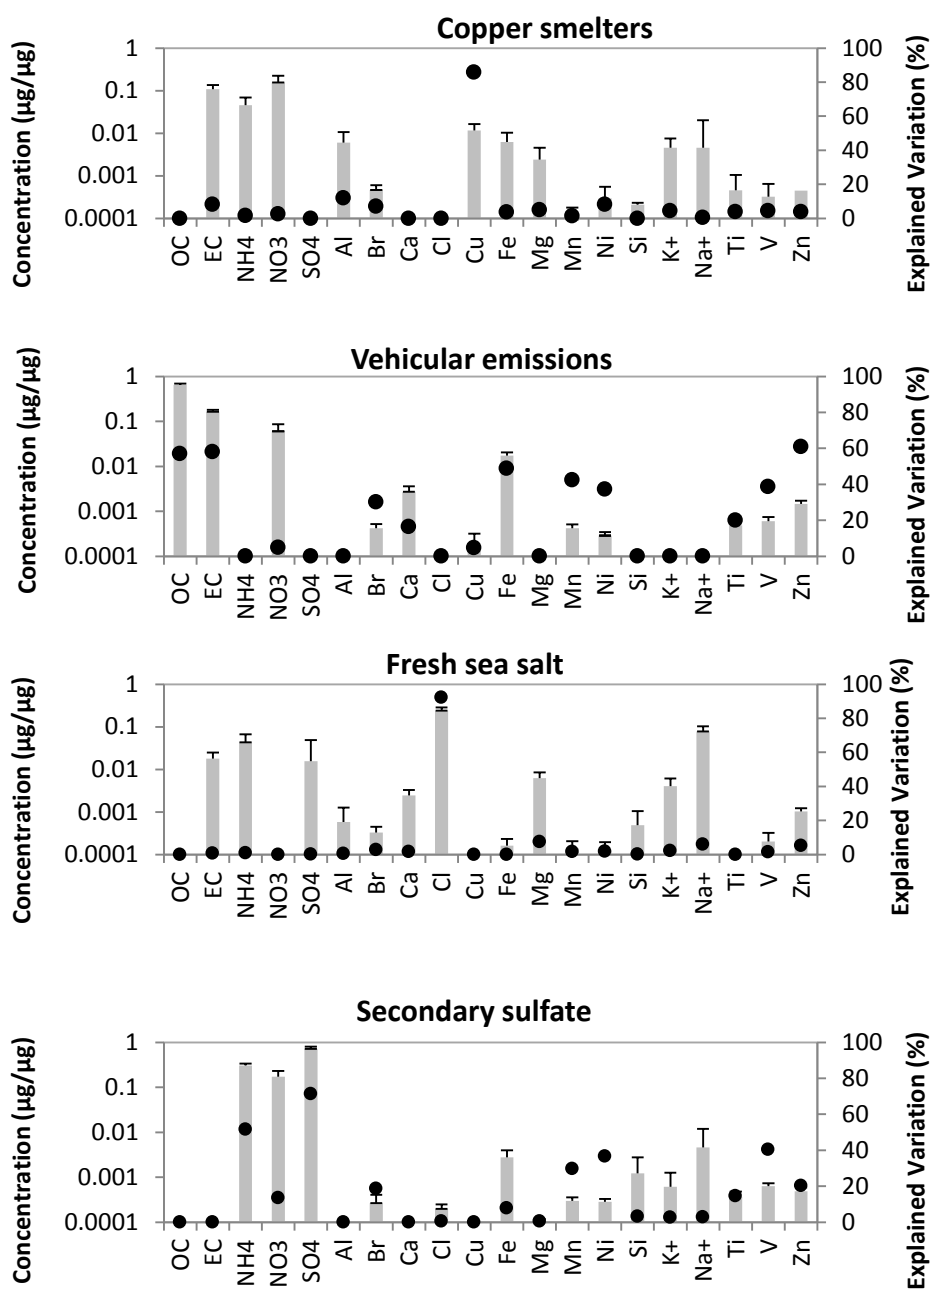 Copper smelters
Concentration (µg/µg)
1
0.1
0.01
0.001
0.0001
100
80
60
40
20
0
Explained Variation (%)
OC EC NH4 NO3 SO4 Al Br Ca Cl Cu Fe Mg Mn Ni Si K+ Na+ Ti V Zn
Vehicular emissions
Concentration (µg/µg)
1
0.1
0.01
0.001
0.0001
100
80
60
40
20
0
Explained Variation (%)
OC EC NH4 NO3 SO4 Al Br Ca Cl Cu Fe Mg Mn Ni Si K+ Na+ Ti V Zn
Fresh sea salt
Concentration (µg/µg)
1
0.1
0.01
0.001
0.0001
100
80
60
40
20
0
Explained Variation (%)
OC EC NH4 NO3 SO4 Al Br Ca Cl Cu Fe Mg Mn Ni Si K+ Na+ Ti V Zn
Secondary sulfate
Concentration (µg/µg)
1
0.1
0.01
0.001
0.0001
100
80
60
40
20
0
Explained Variation (%)
OC EC NH4 NO3 SO4 Al Br Ca Cl Cu Fe Mg Mn Ni Si K+ Na+ Ti V Zn